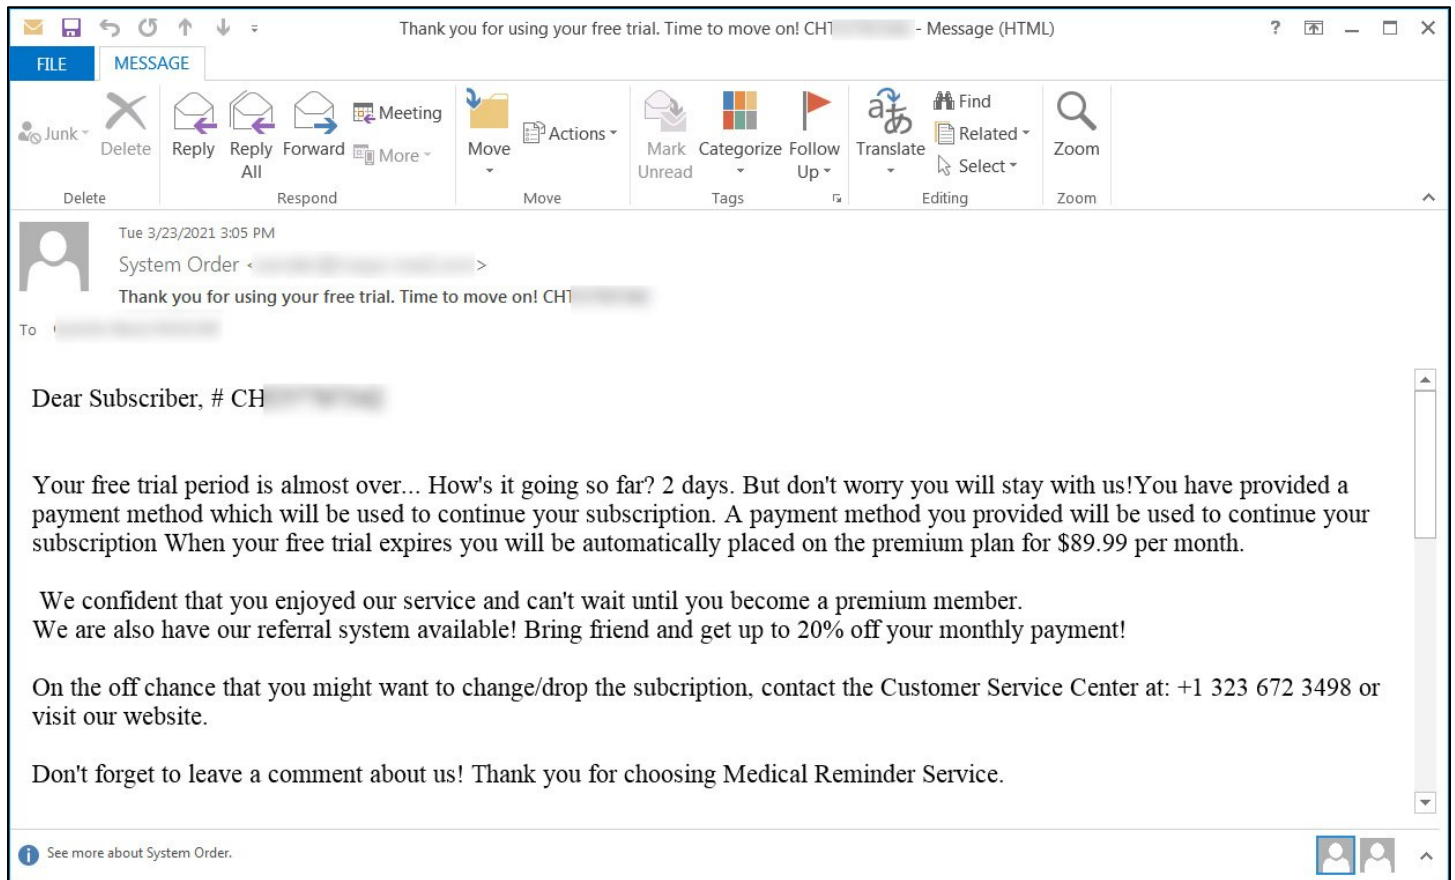 Thank you for using your free trial. Time to move on! CHT - Message (HTML)
FILE MESSAGE
Junk
Delete
Reply
Reply All
Forward
Meeting
More
Move
Actions
Mark Unread
Categorize
Follow Up
Translate
Find
Related
Select
Zoom
Delete Respond Move Tags Editing Zoom
Tue 3/23/2021 3:05 PM
System Order < >
Thank you for using your free trial. Time to move on! CHT
To
Dear Subscriber, # CH
Your free trial period is almost over... How's it going so far? 2 days. But don't worry you will stay with us!You have provided a
payment method which will be used to continue your subscription. A payment method you provided will be used to continue your
subscription When your free trial expires you will be automatically placed on the premium plan for $89.99 per month.
We confident that you enjoyed our service and can't wait until you become a premium member.
We are also have our referral system available! Bring friend and get up to 20% off your monthly payment!
On the off chance that you might want to change/drop the subcription, contact the Customer Service Center at: +1 323 672 3498 or
visit our website.
Don't forget to leave a comment about us! Thank you for choosing Medical Reminder Service.
See more about System Order.